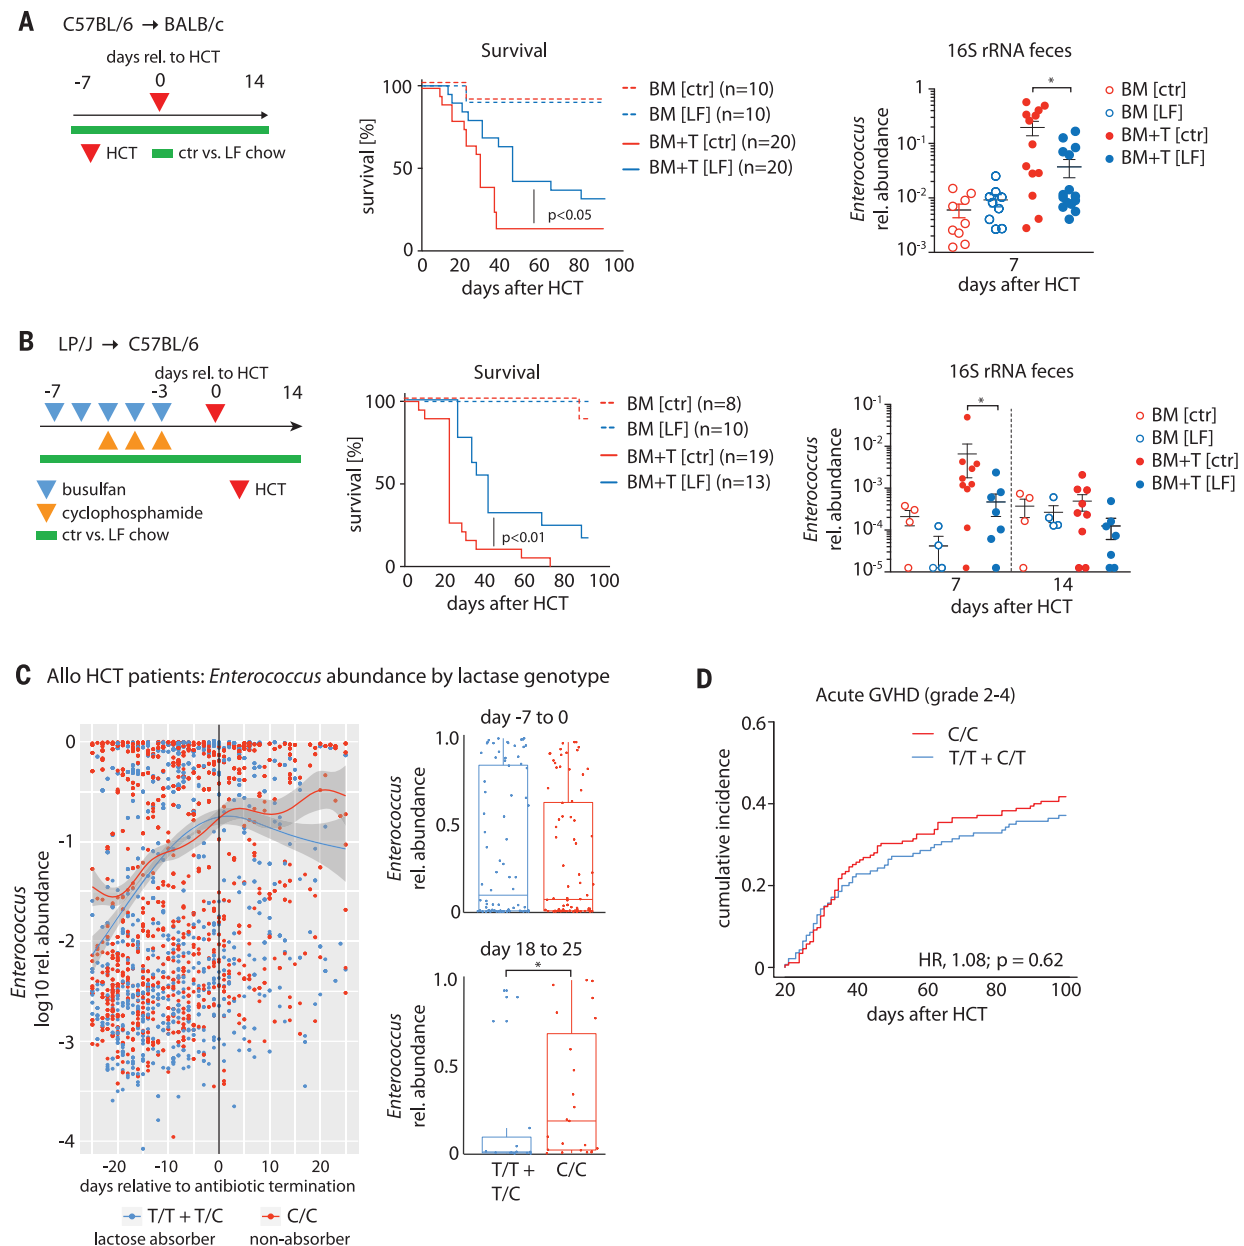 A C57BL/6 → BALB/c
days rel. to HCT
-7 0 14
HCT ctr vs. LF chow
Survival
survival [%]
100
50
0
0 20 40 60 80 100
days after HCT
p<0.05
BM [ctr] (n=10)
BM [LF] (n=10)
BM+T [ctr] (n=20)
BM+T [LF] (n=20)
16S rRNA feces
Enterococcus
rel. abundance
10⁰
10⁻¹
10⁻²
10⁻³
*
7
days after HCT
BM [ctr]
BM [LF]
BM+T [ctr]
BM+T [LF]
B LP/J → C57BL/6
days rel. to HCT
-7 -3 0 14
busulfan HCT
cyclophosphamide
ctr vs. LF chow
Survival
survival [%]
100
50
0
0 20 40 60 80 100
days after HCT
p<0.01
BM [ctr] (n=8)
BM [LF] (n=10)
BM+T [ctr] (n=19)
BM+T [LF] (n=13)
16S rRNA feces
Enterococcus
rel. abundance
10⁻¹
10⁻²
10⁻³
10⁻⁴
10⁻⁵
*
7 14
days after HCT
BM [ctr]
BM [LF]
BM+T [ctr]
BM+T [LF]
C Allo HCT patients: Enterococcus abundance by lactase genotype
Enterococcus
log10 rel. abundance
0
-1
-2
-3
-4
-20 -10 0 10 20
days relative to antibiotic termination
T/T + T/C C/C
lactose absorber non-absorber
day -7 to 0
Enterococcus
rel. abundance
1.0
0.5
0
day 18 to 25
Enterococcus
rel. abundance
1.0
0.5
0
*
T/T + C/C
T/C
D
Acute GVHD (grade 2-4)
cumulative incidence
0.6
0.4
0.2
0
C/C
T/T + C/T
HR, 1.08; p = 0.62
20 40 60 80 100
days after HCT